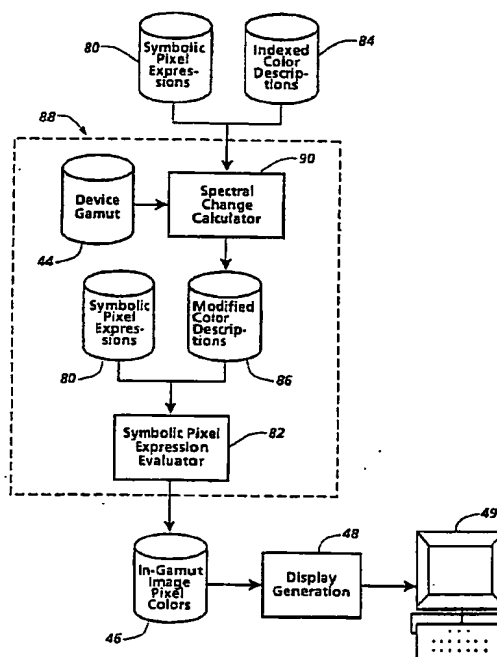 80
Symbolic
Pixel
Expres-
sions
Indexed
Color
Descrip-
tions
84
88
90
Device
Gamut
44
Spectral
Change
Calculator
Symbolic
Pixel
Expres-
sions
80
Modified
Color
Descriptions
86
Symbolic Pixel
Expression
Evaluator
82
In-Gamut
Image
Pixel
Colors
46
Display
Generation
48
49